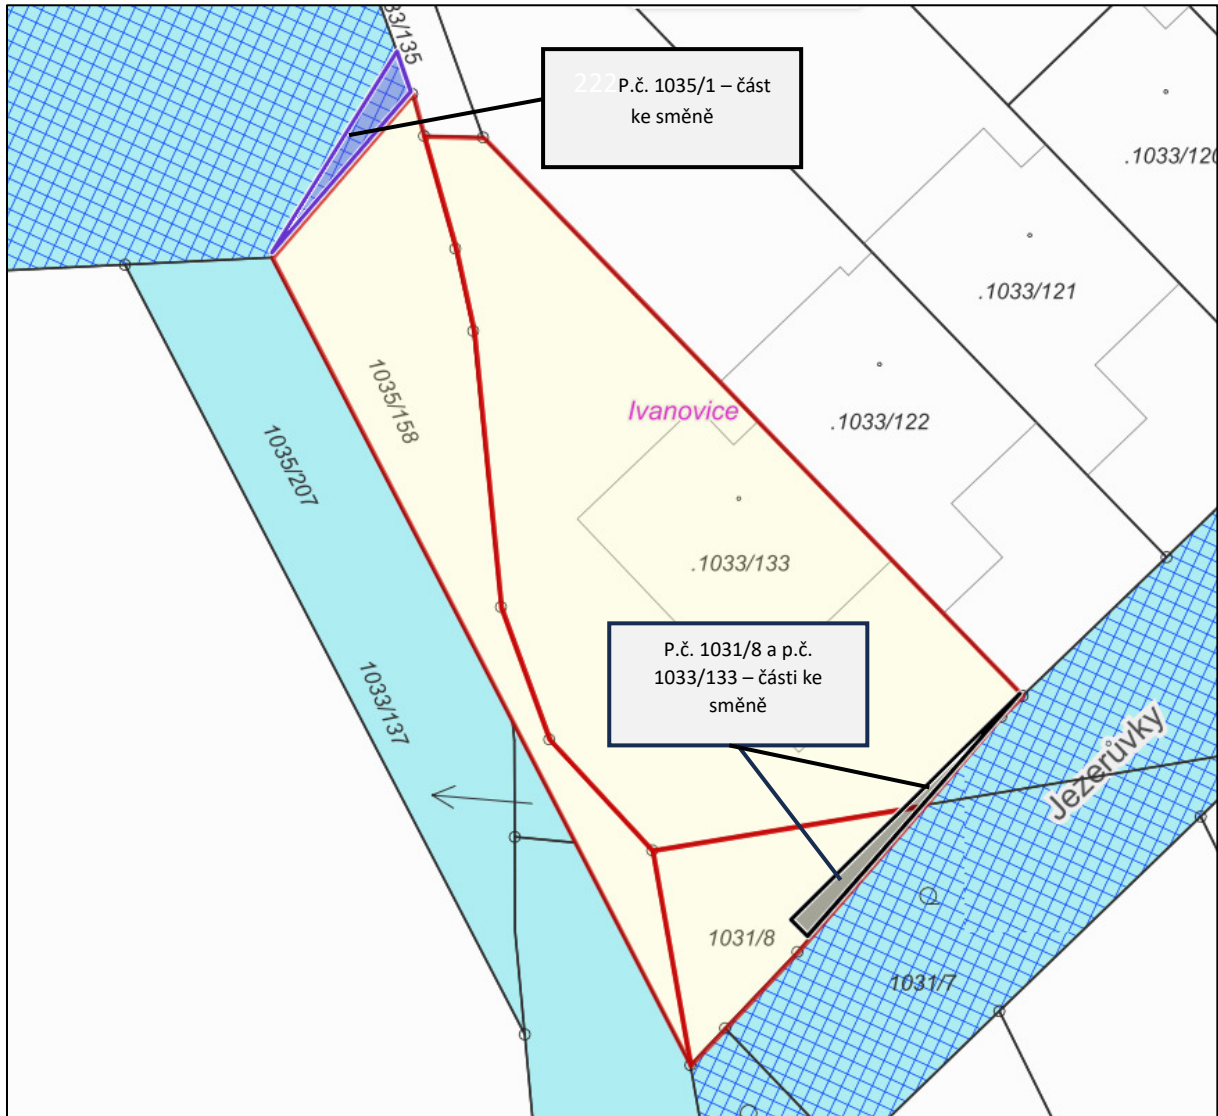 33/135
222P.č. 1035/1 – část
ke směně
.1033/120
.1033/121
1035/158
Ivanovice
.1033/122
1035/207
.1033/133
P.č. 1031/8 a p.č.
1033/133 – části ke
směně
1033/137
Jezerůvky
1031/8
1031/7